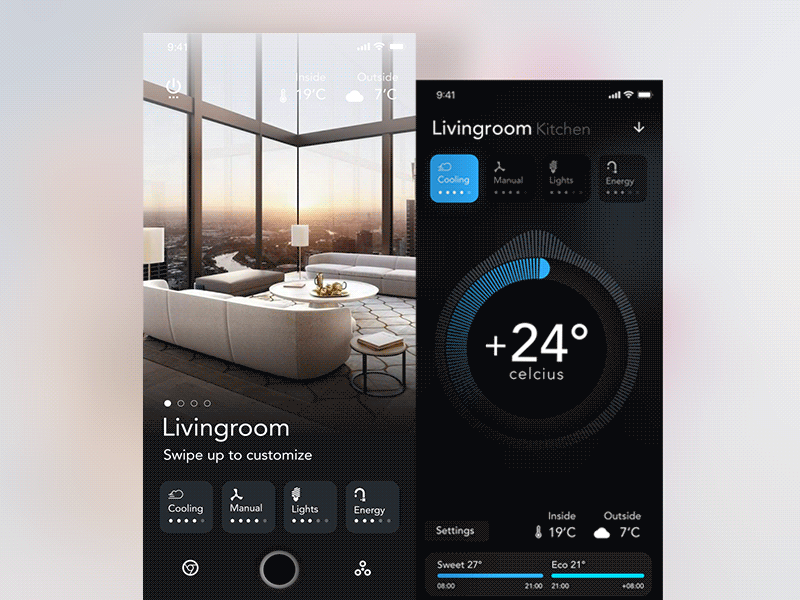 9:41
Inside Outside
19°C 7°C
Livingroom
Swipe up to customize
Cooling Manual Lights Energy
9:41
Livingroom Kitchen
Cooling Manual Lights Energy
+24°
celcius
Inside Outside
Settings 19°C 7°C
Sweet 27° Eco 21°
08:00 21:00 21:00 +08:00